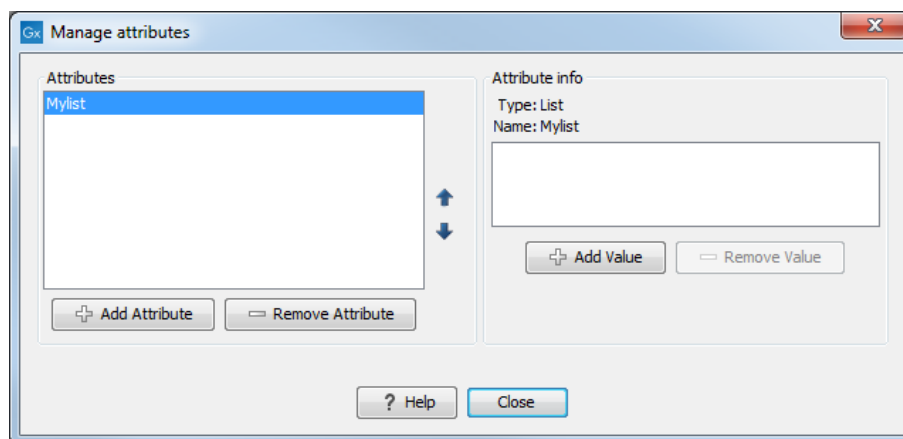 Gx Manage attributes
Attributes
Mylist
Add Attribute
Remove Attribute
Attribute info
Type: List
Name: Mylist
Add Value
Remove Value
? Help
Close